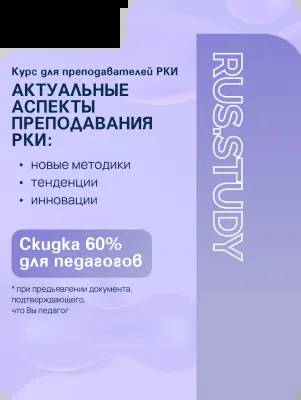 Курс для преподавателей РКИ
АКТУАЛЬНЫЕ
АСПЕКТЫ
ПРЕПОДАВАНИЯ
РКИ:
• новые методики
• тенденции
• инновации
Скидка 60%
для педагогов
* при предъявлении документа,
подтверждающего,
что Вы педагог
RUS.STUDY